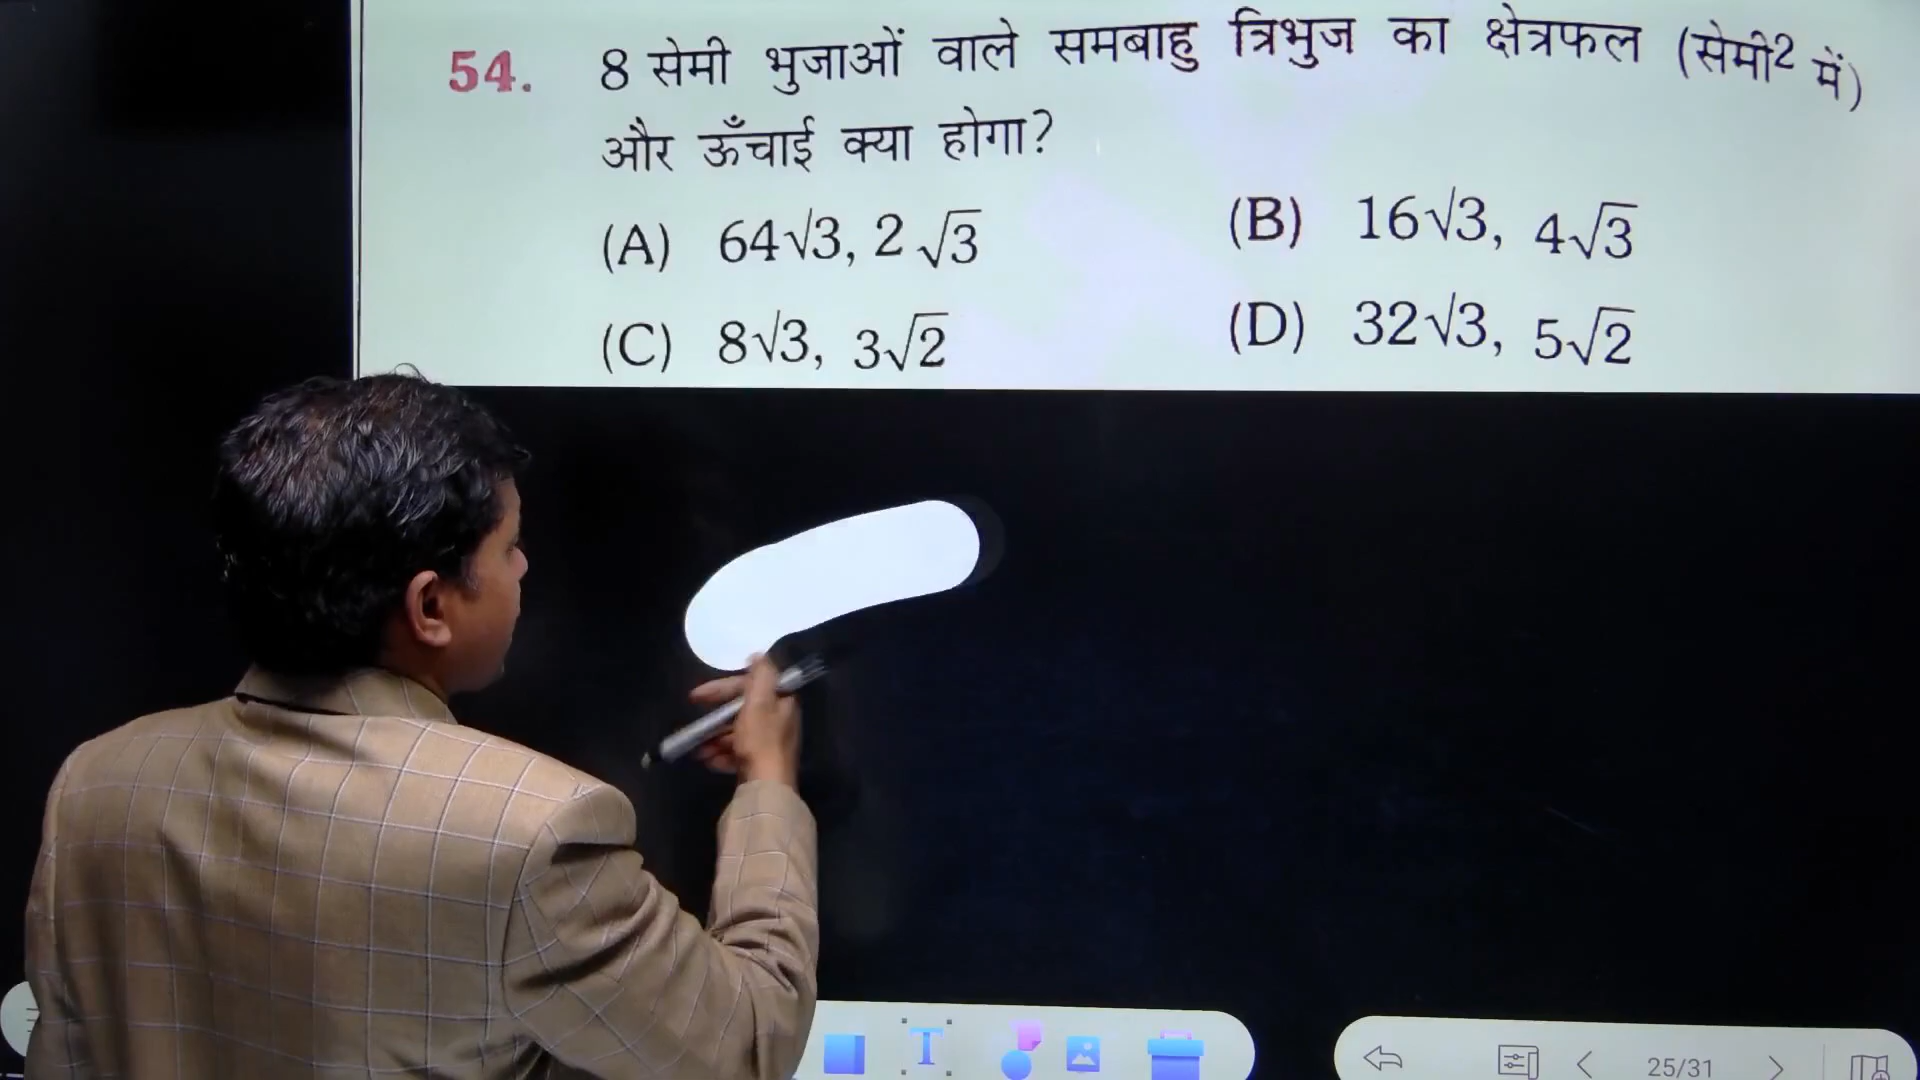 54. 8 सेमी भुजाओं वाले समबाहु त्रिभुज का क्षेत्रफल (सेमी² में)
और ऊँचाई क्या होगा?
(A) 64√3, 2√3 (B) 16√3, 4√3
(C) 8√3, 3√2 (D) 32√3, 5√2
T 25/31